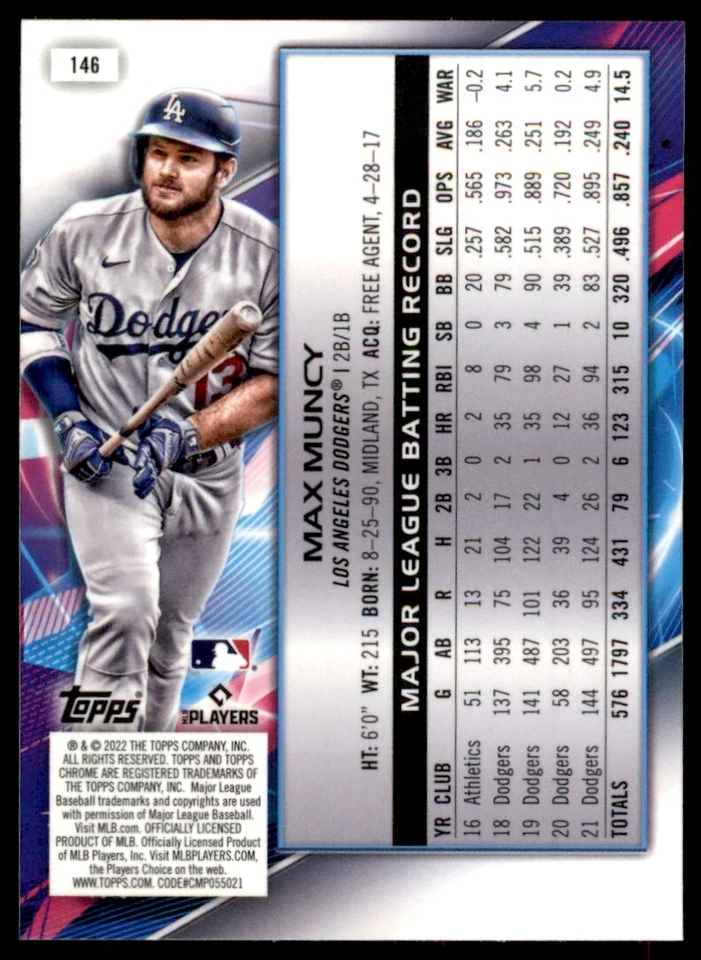 146
LA
Dodge
13
MLB PLAYERS
Topps®
® & © 2022 THE TOPPS COMPANY, INC.
ALL RIGHTS RESERVED. TOPPS AND TOPPS
CHROME ARE REGISTERED TRADEMARKS OF
THE TOPPS COMPANY, INC. Major League
Baseball trademarks and copyrights are used
with permission of Major League Baseball.
Visit MLB.com. OFFICIALLY LICENSED
PRODUCT OF MLB. Officially Licensed Product
of MLB Players, Inc. Visit MLBPLAYERS.COM,
the Players Choice on the web.
WWW.TOPPS.COM. CODE#CMP055021
MAX MUNCY
LOS ANGELES DODGERS® | 2B/1B
HT: 6'0" WT: 215 BORN: 8-25-90, MIDLAND, TX ACQ: FREE AGENT, 4-28-17
MAJOR LEAGUE BATTING RECORD
YR CLUB G AB R H 2B 3B HR RBI SB BB SLG OPS AVG WAR
16 Athletics 51 113 13 21 2 0 2 8 0 20 .257 .565 .186 –0.2
18 Dodgers 137 395 75 104 17 2 35 79 3 79 .582 .973 .263 4.1
19 Dodgers 141 487 101 122 22 1 35 98 4 90 .515 .889 .251 5.7
20 Dodgers 58 203 36 39 4 0 12 27 1 39 .389 .720 .192 0.2
21 Dodgers 144 497 95 124 26 2 36 94 2 83 .527 .895 .249 4.9
TOTALS 576 1797 334 431 79 6 123 315 10 320 .496 .857 .240 14.5